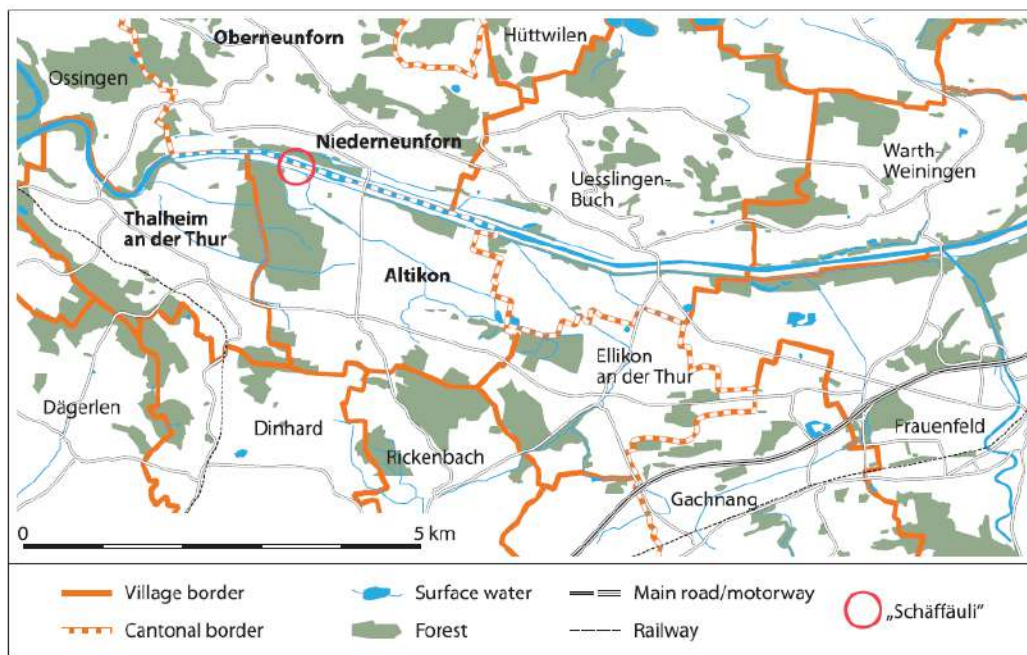 Oberneunforn
Hüttwilen
Ossingen
Niederneunforn
Warth-
Weiningen
Uesslingen-
Buch
Thalheim
an der Thur
Altikon
Ellikon
an der Thur
Dägerlen
Dinhard
Frauenfeld
Rickenbach
Gachnang
0 5 km
Village border
Surface water
Main road/motorway
„Schäffäuli"
Cantonal border
Forest
Railway